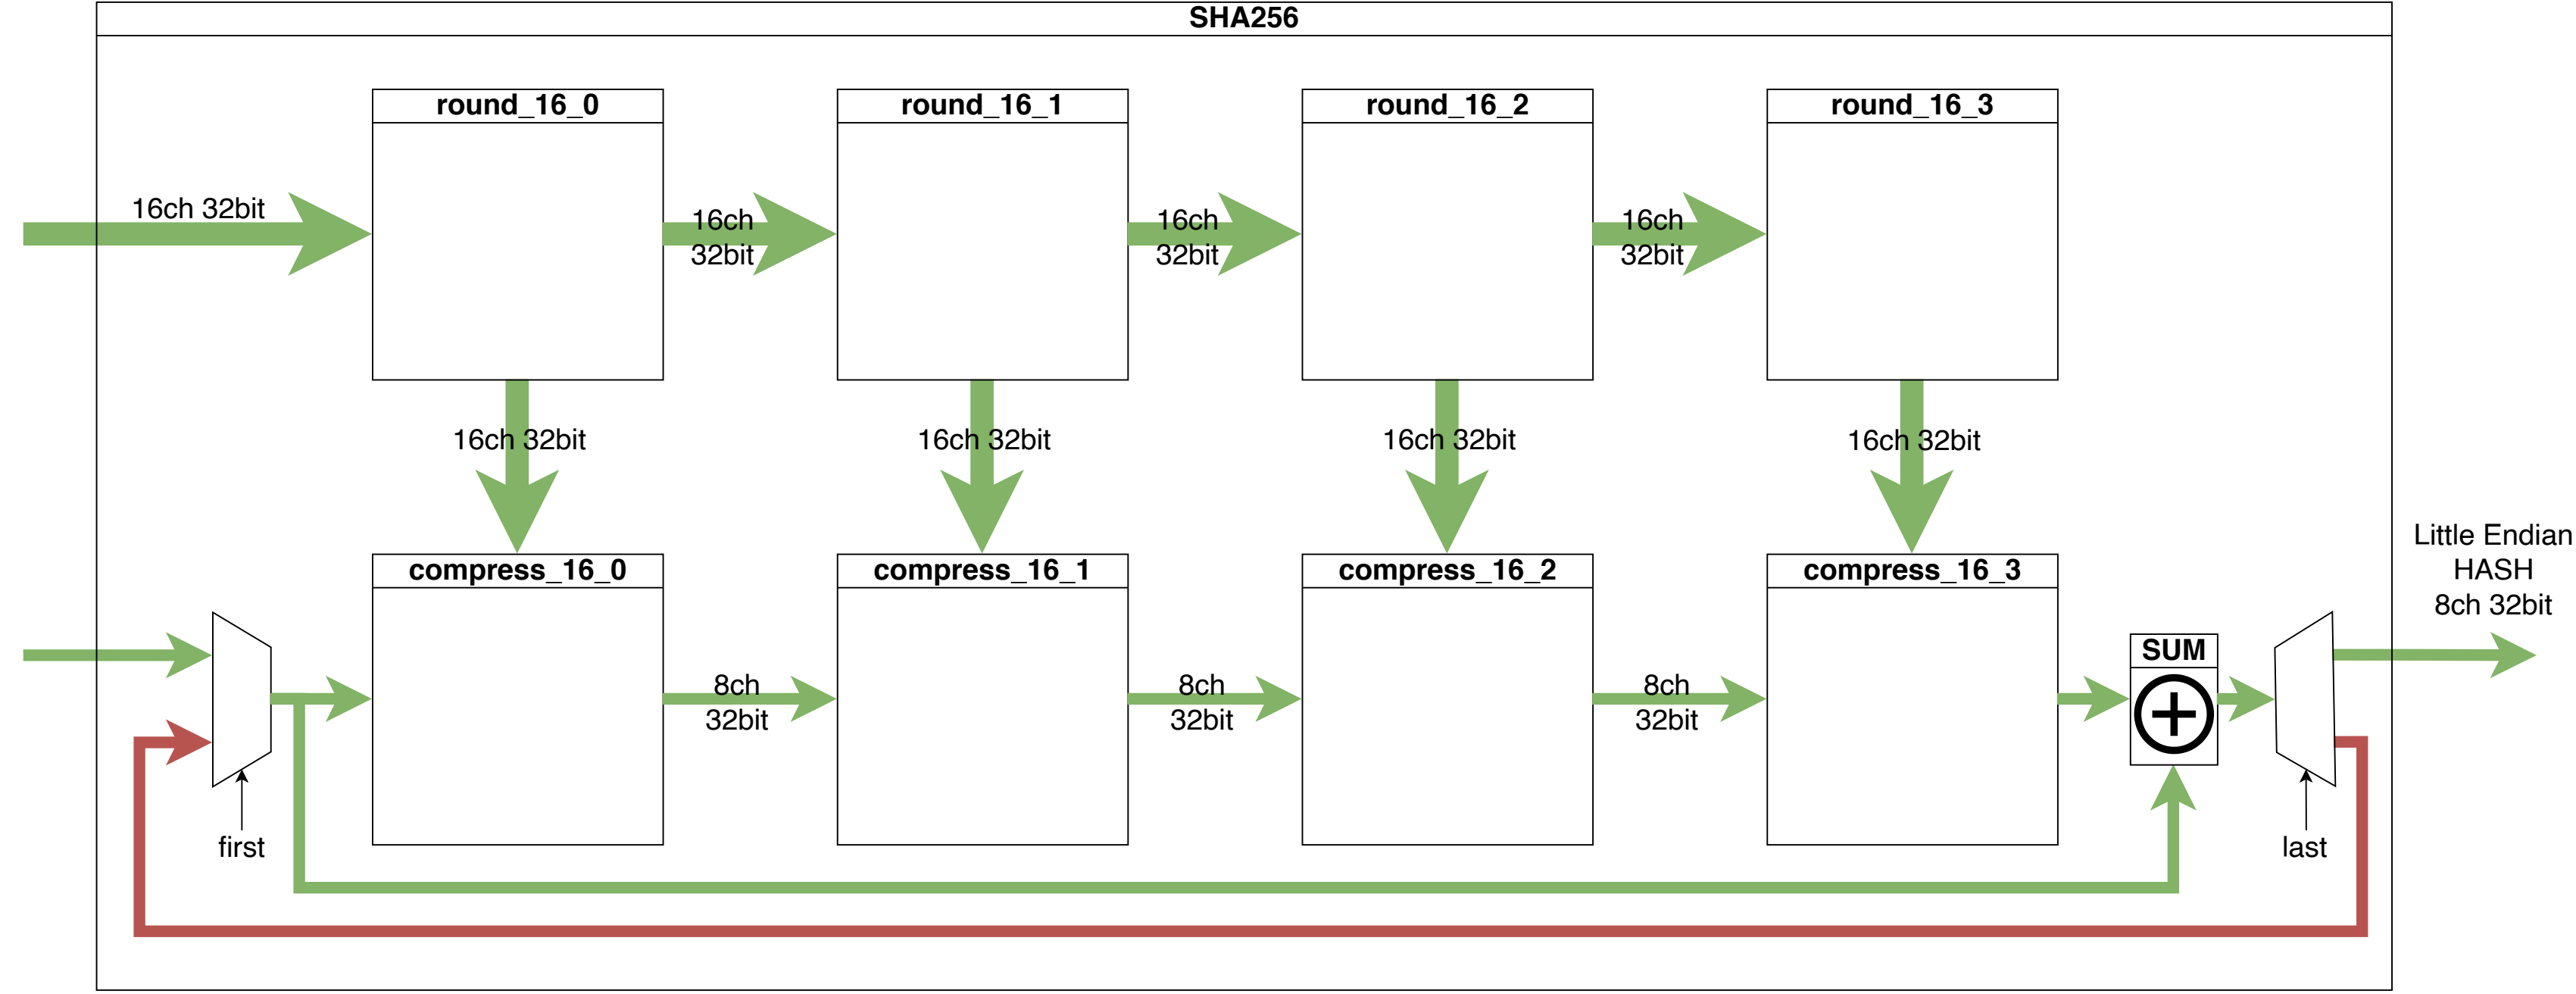 SHA256
round_16_0
round_16_1
round_16_2
round_16_3
16ch 32bit
16ch
32bit
16ch
32bit
16ch
32bit
16ch 32bit
16ch 32bit
16ch 32bit
16ch 32bit
Little Endian
HASH
8ch 32bit
compress_16_0
compress_16_1
compress_16_2
compress_16_3
SUM
8ch
32bit
8ch
32bit
8ch
32bit
first
last